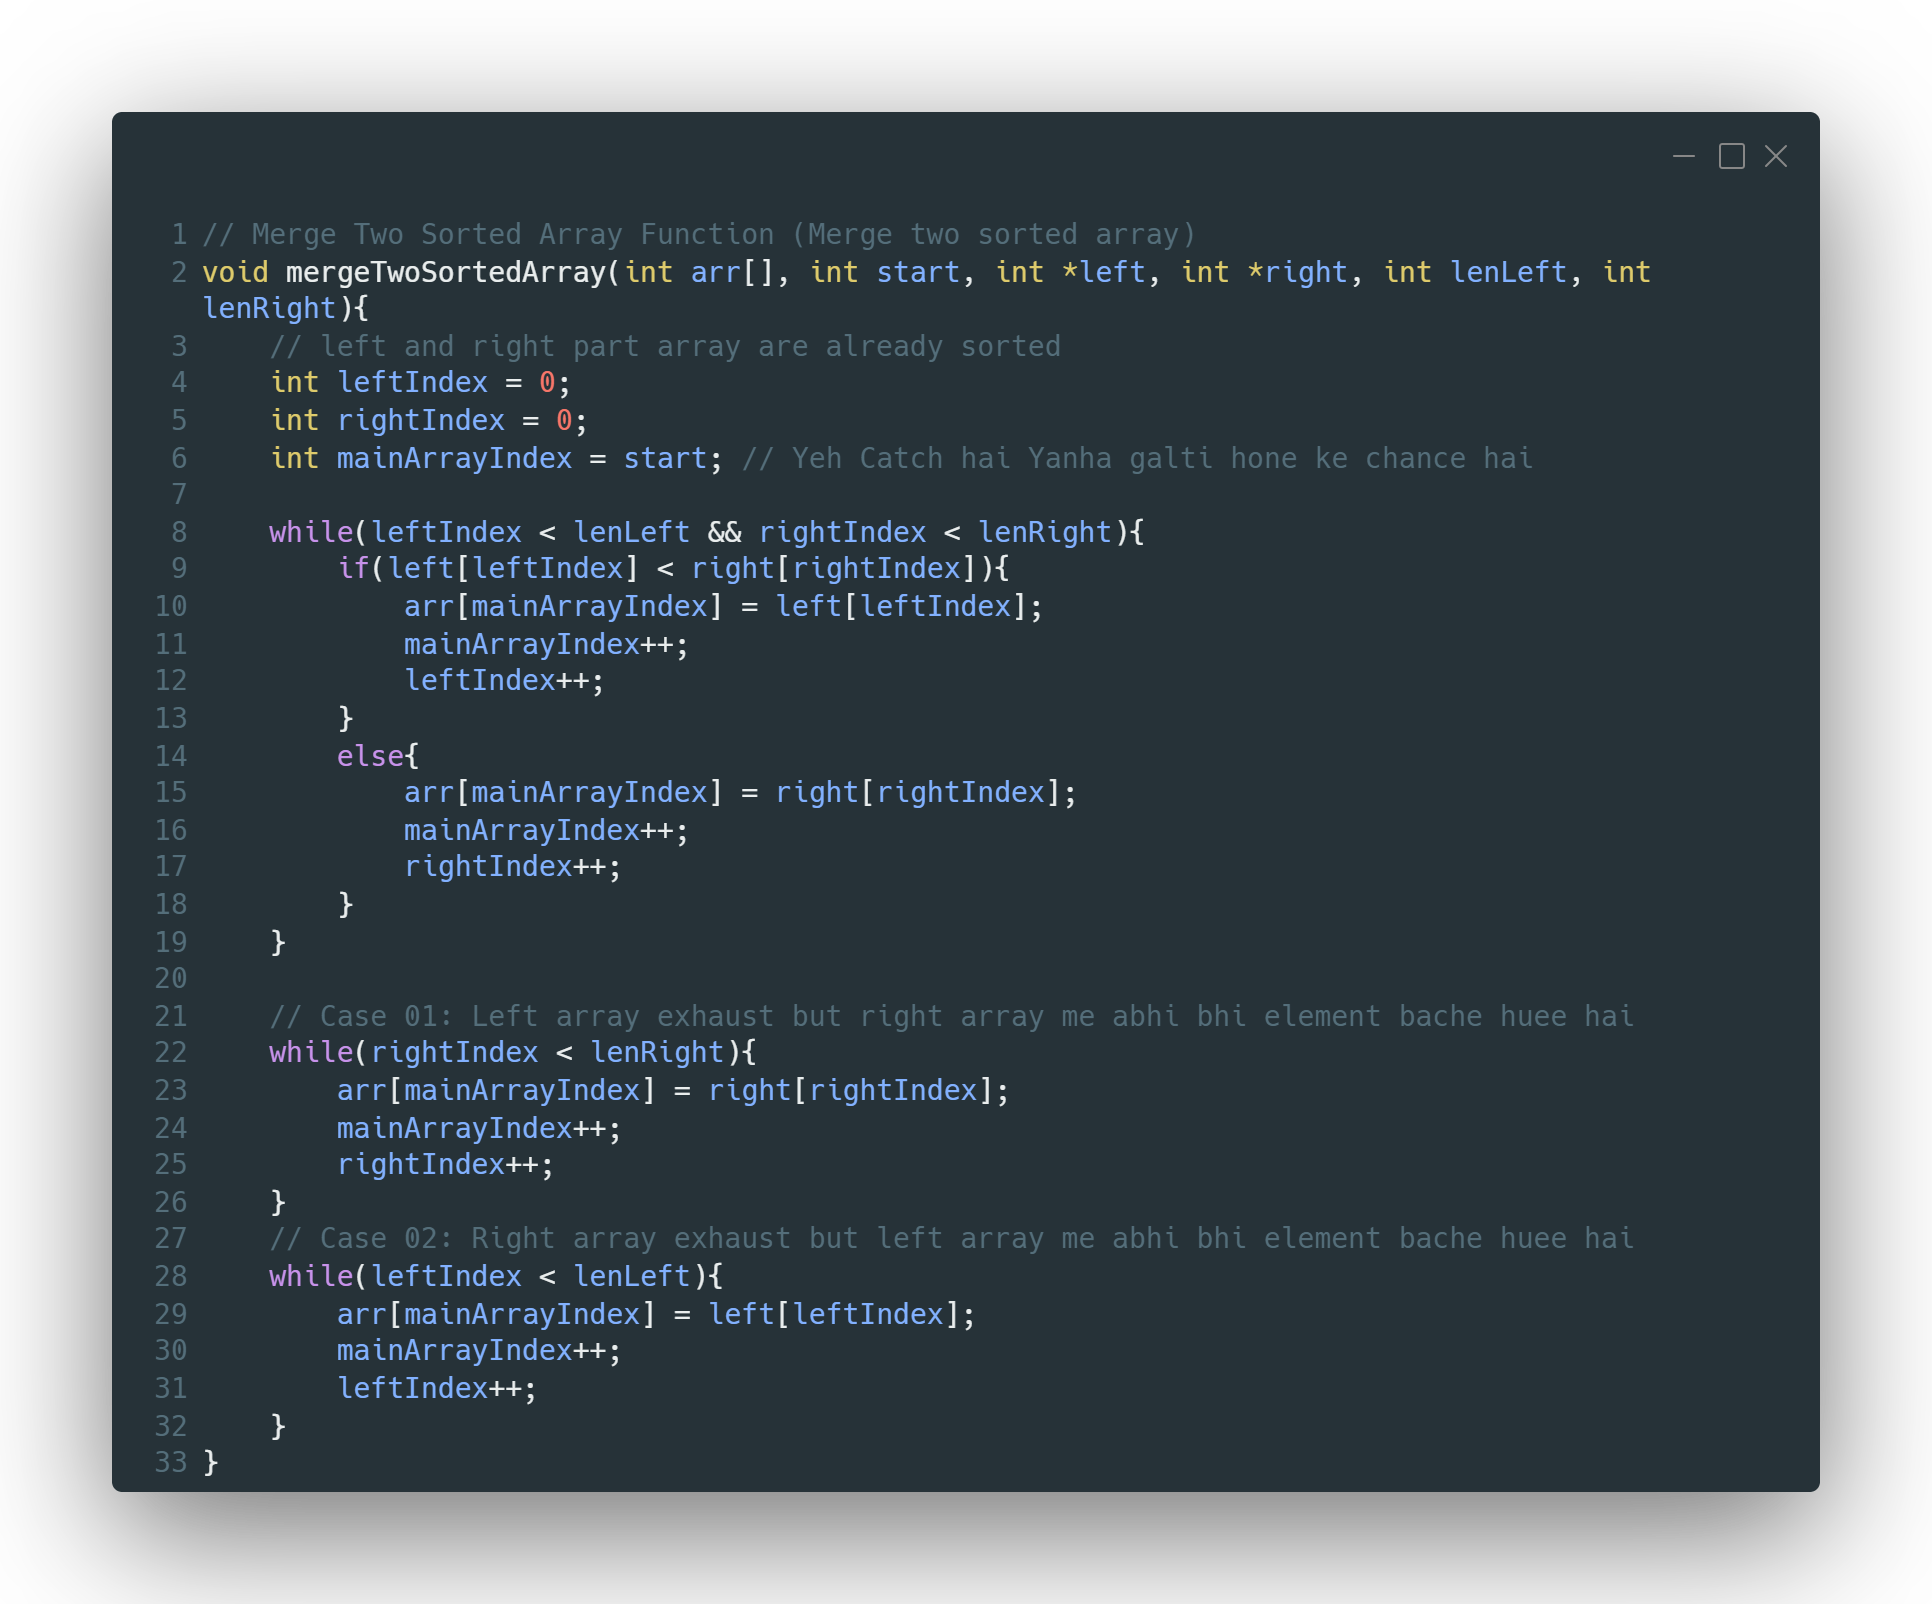 1 // Merge Two Sorted Array Function (Merge two sorted array)
2 void mergeTwoSortedArray(int arr[], int start, int *left, int *right, int lenLeft, int
lenRight){
3     // left and right part array are already sorted
4     int leftIndex = 0;
5     int rightIndex = 0;
6     int mainArrayIndex = start; // Yeh Catch hai Yanha galti hone ke chance hai
7
8     while(leftIndex < lenLeft && rightIndex < lenRight){
9         if(left[leftIndex] < right[rightIndex]){
10             arr[mainArrayIndex] = left[leftIndex];
11             mainArrayIndex++;
12             leftIndex++;
13         }
14         else{
15             arr[mainArrayIndex] = right[rightIndex];
16             mainArrayIndex++;
17             rightIndex++;
18         }
19     }
20
21     // Case 01: Left array exhaust but right array me abhi bhi element bache huee hai
22     while(rightIndex < lenRight){
23         arr[mainArrayIndex] = right[rightIndex];
24         mainArrayIndex++;
25         rightIndex++;
26     }
27     // Case 02: Right array exhaust but left array me abhi bhi element bache huee hai
28     while(leftIndex < lenLeft){
29         arr[mainArrayIndex] = left[leftIndex];
30         mainArrayIndex++;
31         leftIndex++;
32     }
33 }